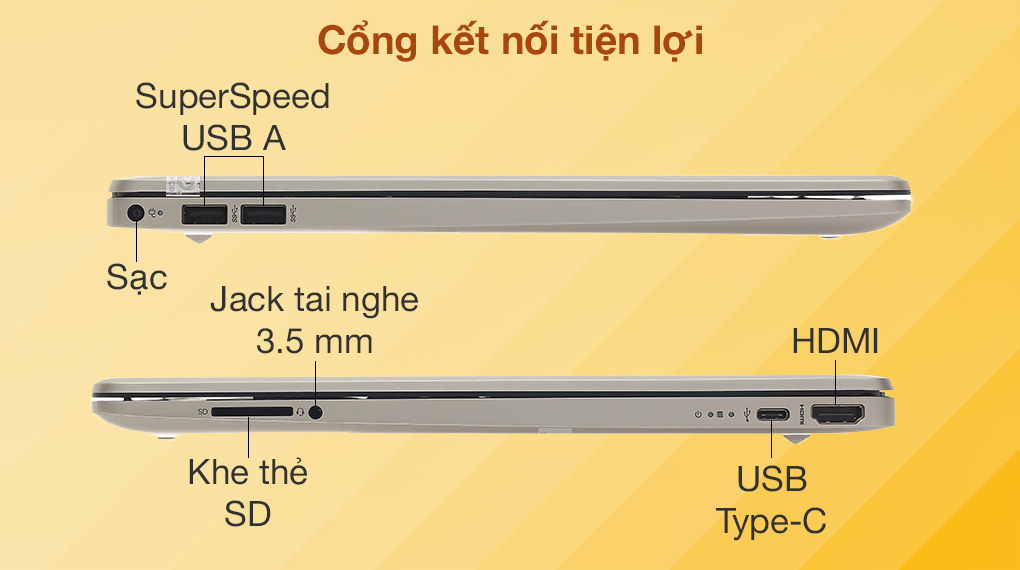 Cổng kết nối tiện lợi
SuperSpeed
USB A
Sạc
Jack tai nghe
3.5 mm
HDMI
SD
HDMI
Khe thẻ
SD
USB
Type-C